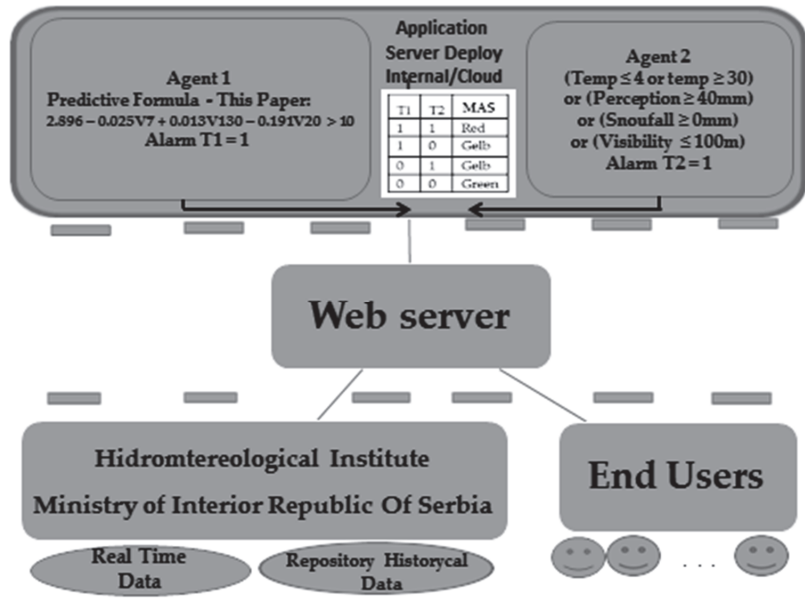 Agent 1
Predictive Formula - This Paper:
2.896 – 0.025V7 + 0.013V130 – 0.191V20 > 10
Alarm T1 = 1
Application
Server Deploy
Internal/Cloud
T1 T2 MAS
1 1 Red
1 0 Gelb
0 1 Gelb
0 0 Green
Agent 2
(Temp ≤ 4 or temp ≥ 30)
or (Perception ≥ 40mm)
or (Snoufall ≥ 0mm)
or (Visibility ≤ 100m)
Alarm T2 = 1
Web server
Hidromtereological Institute
Ministry of Interior Republic Of Serbia
Real Time
Data
Repository Historycal
Data
End Users
. . .